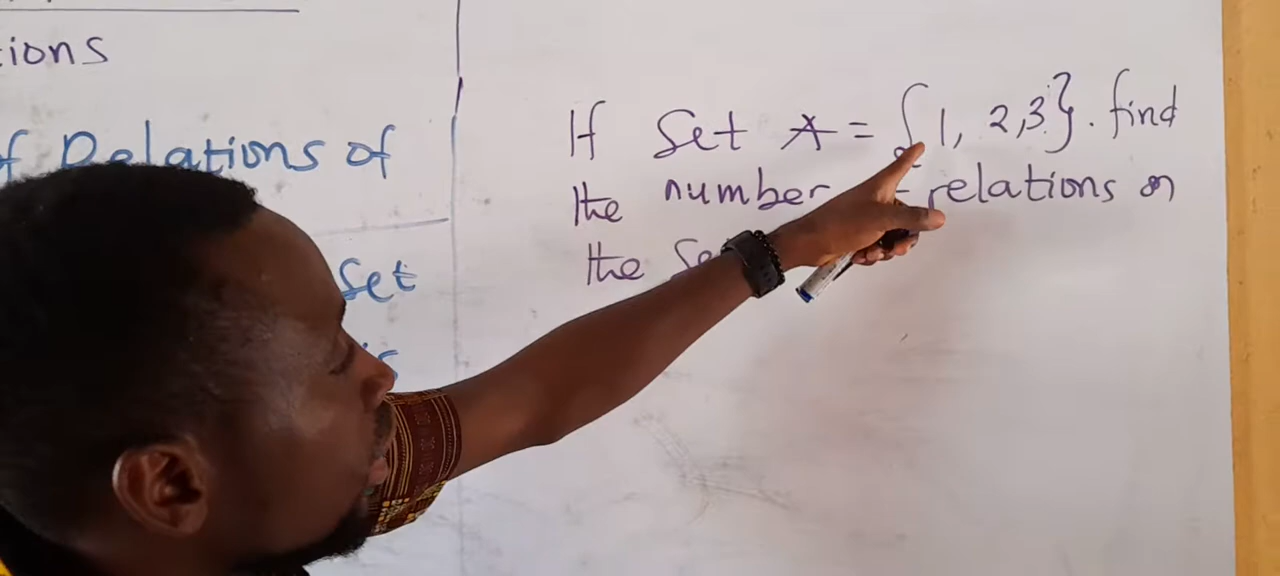 ions
Relations of
Set
If Set A = {1, 2, 3}. find
the number relations on
the